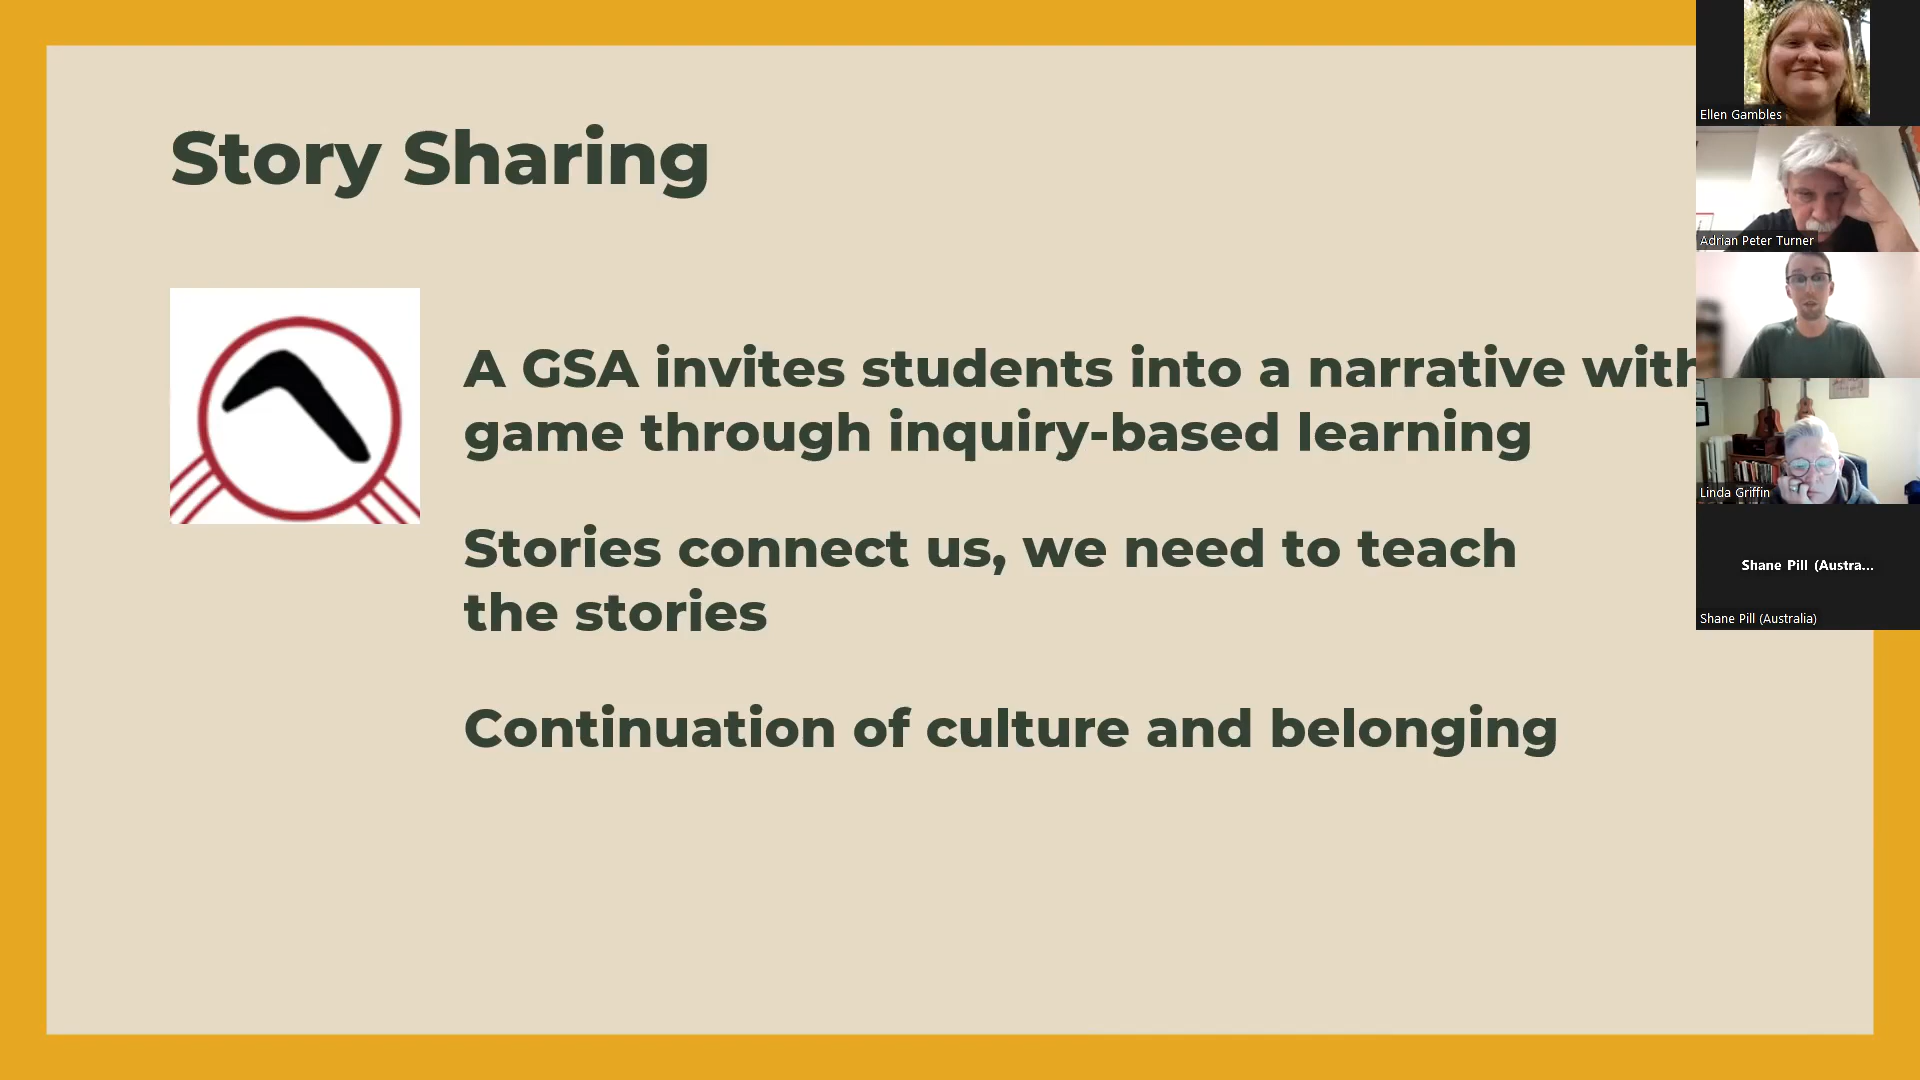 Story Sharing
A GSA invites students into a narrative with
game through inquiry-based learning
Stories connect us, we need to teach
the stories
Continuation of culture and belonging
Ellen Gambles
Adrian Peter Turner
Linda Griffin
Shane Pill (Austra...
Shane Pill (Australia)